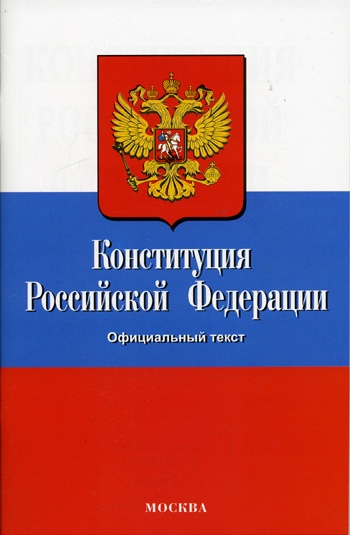 Конституция
Российской Федерации
Официальный текст
МОСКВА